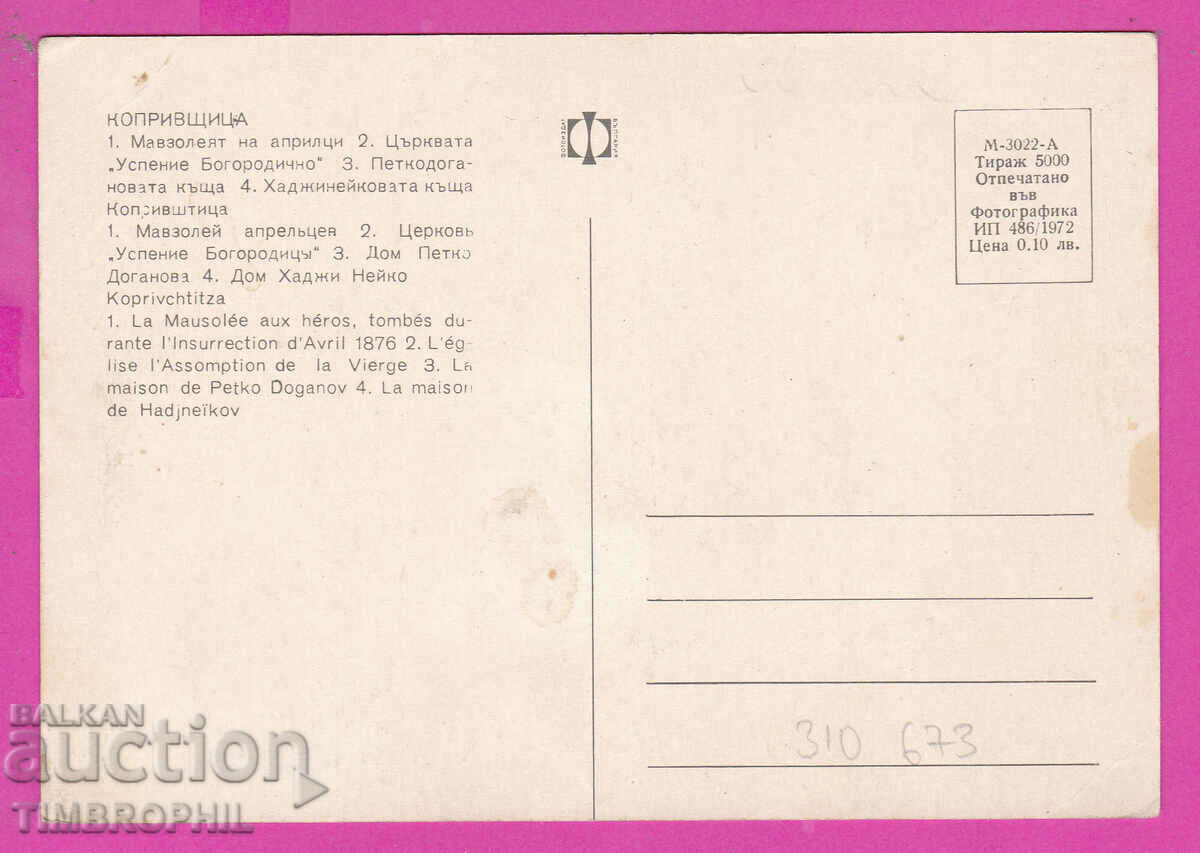 КОПРИВЩИЦА
1. Мавзолеят на априлци 2. Църквата
„Успение Богородично" 3. Петкодога-
новата къща 4. Хаджинейковата къща
Копривштица
1. Мавзолей апрельцев 2. Церковь
„Успение Богородицы" 3. Дом Петко
Доганова 4. Дом Хаджи Нейко
Koprivchtitza
1. La Mausolée aux héros, tombés du-
rante l'Insurrection d'Avril 1876 2. L'ég-
lise l'Assomption de la Vierge 3. La
maison de Petko Doganov 4. La maison
de Hadjneïkov
ФОТОИЗДАТ
М-3022-А
Тираж 5000
Отпечатано
във
Фотографика
ИП 486/1972
Цена 0.10 лв.
310 673
BALKAN
auction
TIMBROPHIL